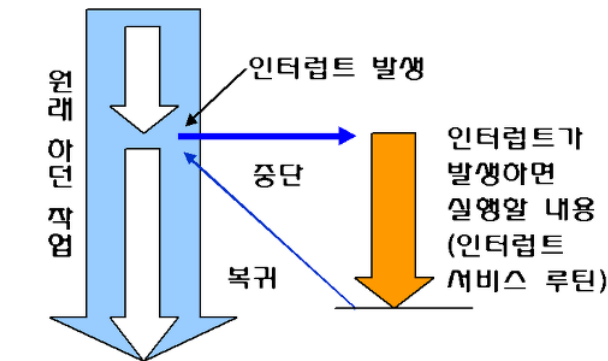 원래 하던 작업
인터럽트 발생
중단
복귀
인터럽트가
발생하면
실행할 내용
(인터럽트
서비스 루틴)